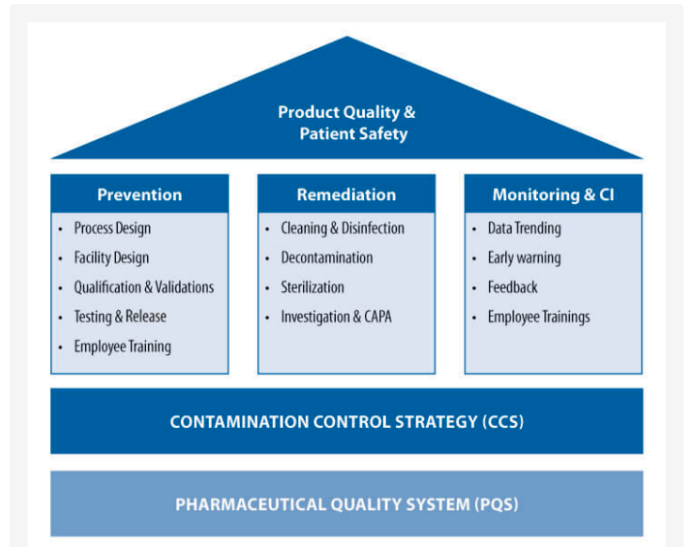 Product Quality &
Patient Safety
Prevention
• Process Design
• Facility Design
• Qualification & Validations
• Testing & Release
• Employee Training
Remediation
• Cleaning & Disinfection
• Decontamination
• Sterilization
• Investigation & CAPA
Monitoring & CI
• Data Trending
• Early warning
• Feedback
• Employee Trainings
CONTAMINATION CONTROL STRATEGY (CCS)
PHARMACEUTICAL QUALITY SYSTEM (PQS)